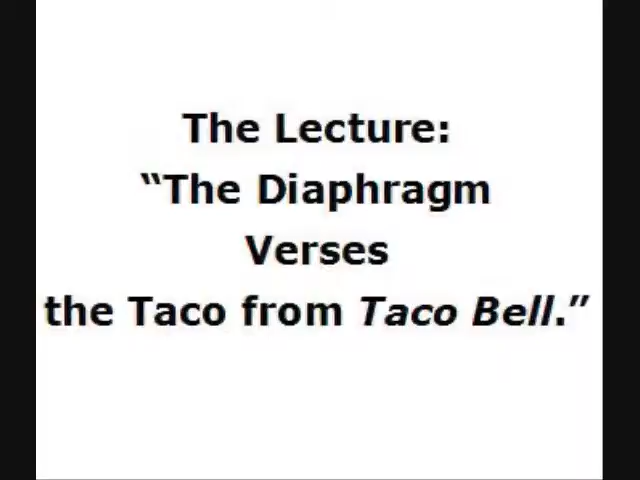 The Lecture:
“The Diaphragm
Verses
the Taco from Taco Bell.”